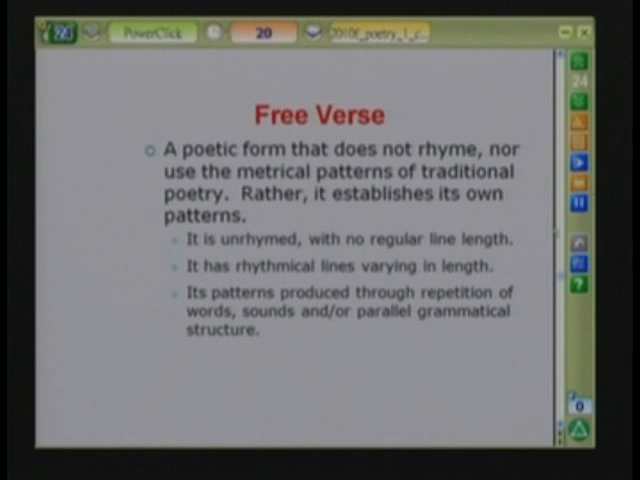 20 PowerClick 20 2010f_poetry_1_c...
Free Verse
24
A poetic form that does not rhyme, nor
use the metrical patterns of traditional
poetry. Rather, it establishes its own
patterns.
It is unrhymed, with no regular line length.
It has rhythmical lines varying in length.
Its patterns produced through repetition of
words, sounds and/or parallel grammatical
structure.
0